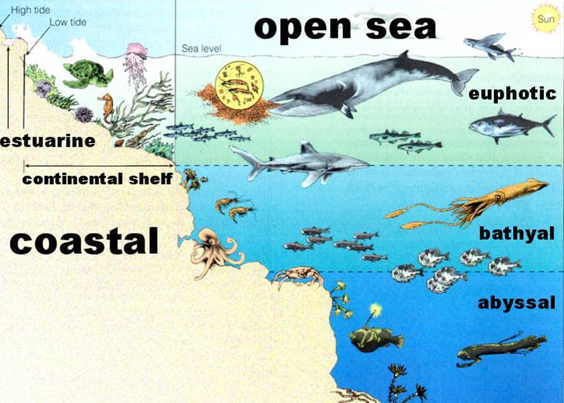 High tide
Low tide
open sea
Sun
Sea level
euphotic
estuarine
continental shelf
coastal
bathyal
abyssal